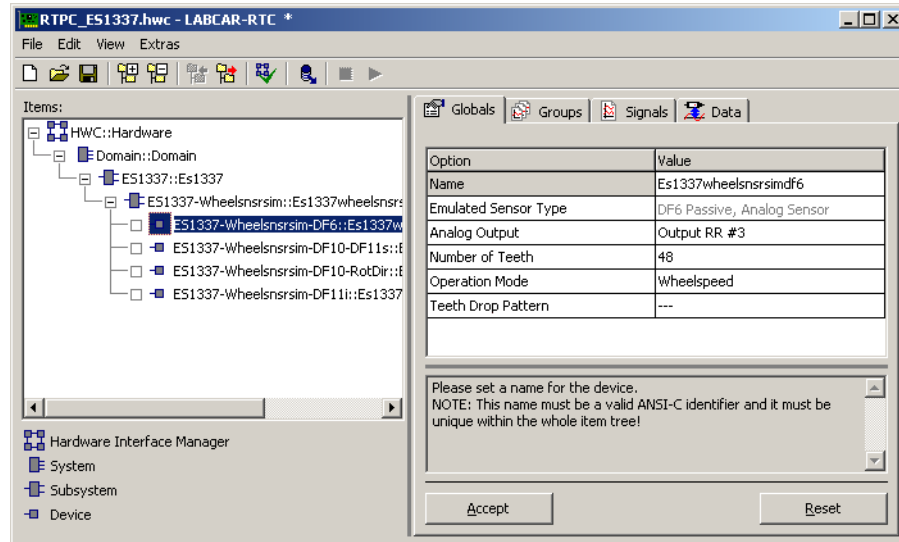 RTPC_ES1337.hwc - LABCAR-RTC *
File Edit View Extras
Items:
HWC::Hardware
Domain::Domain
ES1337::Es1337
ES1337-Wheelsnsrsim::Es1337wheelsnsrs
ES1337-Wheelsnsrsim-DF6::Es1337w
ES1337-Wheelsnsrsim-DF10-DF11s::E
ES1337-Wheelsnsrsim-DF10-RotDir::E
ES1337-Wheelsnsrsim-DF11i::Es1337
Hardware Interface Manager
System
Subsystem
Device
Globals Groups Signals Data
Option Value
Name Es1337wheelsnsrsimdf6
Emulated Sensor Type DF6 Passive, Analog Sensor
Analog Output Output RR #3
Number of Teeth 48
Operation Mode Wheelspeed
Teeth Drop Pattern ---
Please set a name for the device.
NOTE: This name must be a valid ANSI-C identifier and it must be
unique within the whole item tree!
Accept Reset